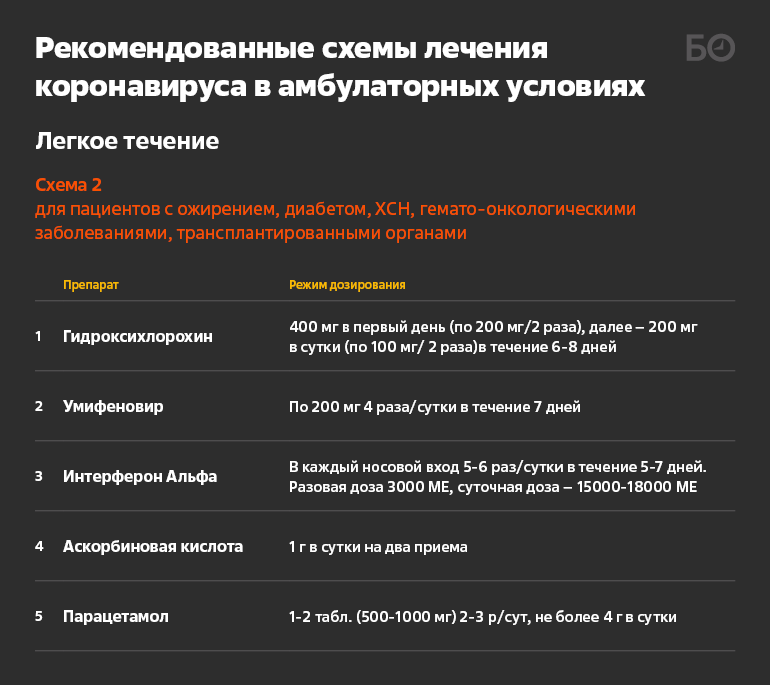 Рекомендованные схемы лечения
коронавируса в амбулаторных условиях
БО
Легкое течение
Схема 2
для пациентов с ожирением, диабетом, ХСН, гемато-онкологическими
заболеваниями, трансплантированными органами
Препарат Режим дозирования
1 Гидроксихлорохин 400 мг в первый день (по 200 мг/2 раза), далее – 200 мг
в сутки (по 100 мг/ 2 раза)в течение 6-8 дней
2 Умифеновир По 200 мг 4 раза/сутки в течение 7 дней
3 Интерферон Альфа В каждый носовой вход 5-6 раз/сутки в течение 5-7 дней.
Разовая доза 3000 МЕ, суточная доза – 15000-18000 МЕ
4 Аскорбиновая кислота 1 г в сутки на два приема
5 Парацетамол 1-2 табл. (500-1000 мг) 2-3 р/сут, не более 4 г в сутки